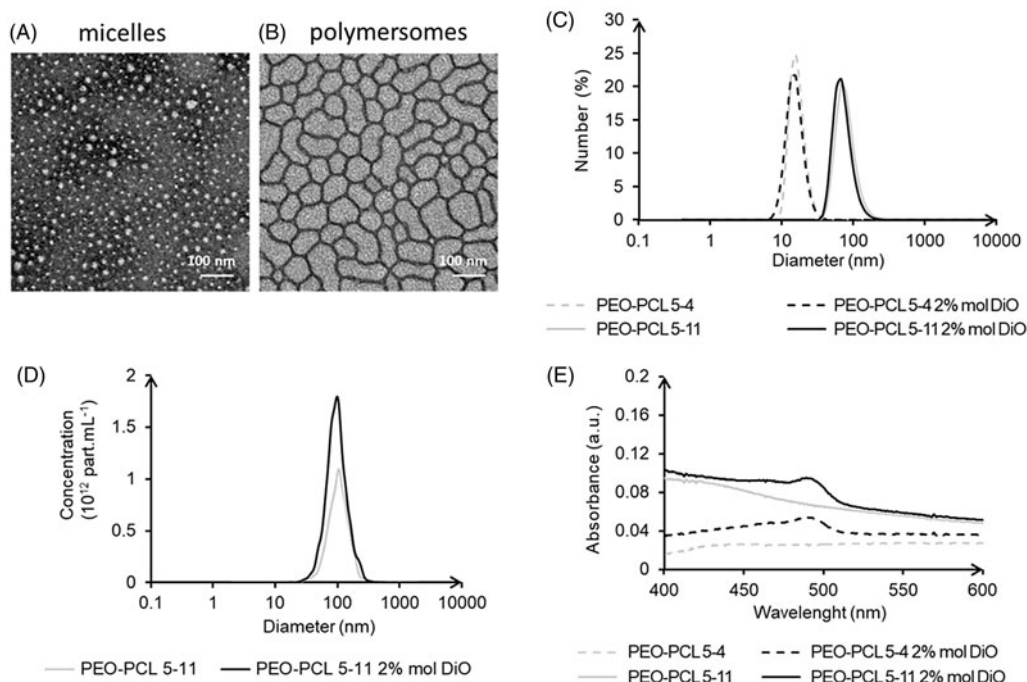 (A) micelles
(B) polymersomes
100 nm
100 nm
(C)
Number (%)
30
25
20
15
10
5
0
0.1 1 10 100 1000 10000
Diameter (nm)
PEO-PCL 5-4
PEO-PCL 5-4 2% mol DiO
PEO-PCL 5-11
PEO-PCL 5-11 2% mol DiO
(D)
Concentration
(10¹² part.mL⁻¹)
2
1.5
1
0.5
0
0.1 1 10 100 1000 10000
Diameter (nm)
PEO-PCL 5-11
PEO-PCL 5-11 2% mol DiO
(E)
Absorbance (a.u.)
0.2
0.16
0.12
0.08
0.04
0
400 450 500 550 600
Wavelenght (nm)
PEO-PCL 5-4
PEO-PCL 5-4 2% mol DiO
PEO-PCL 5-11
PEO-PCL 5-11 2% mol DiO